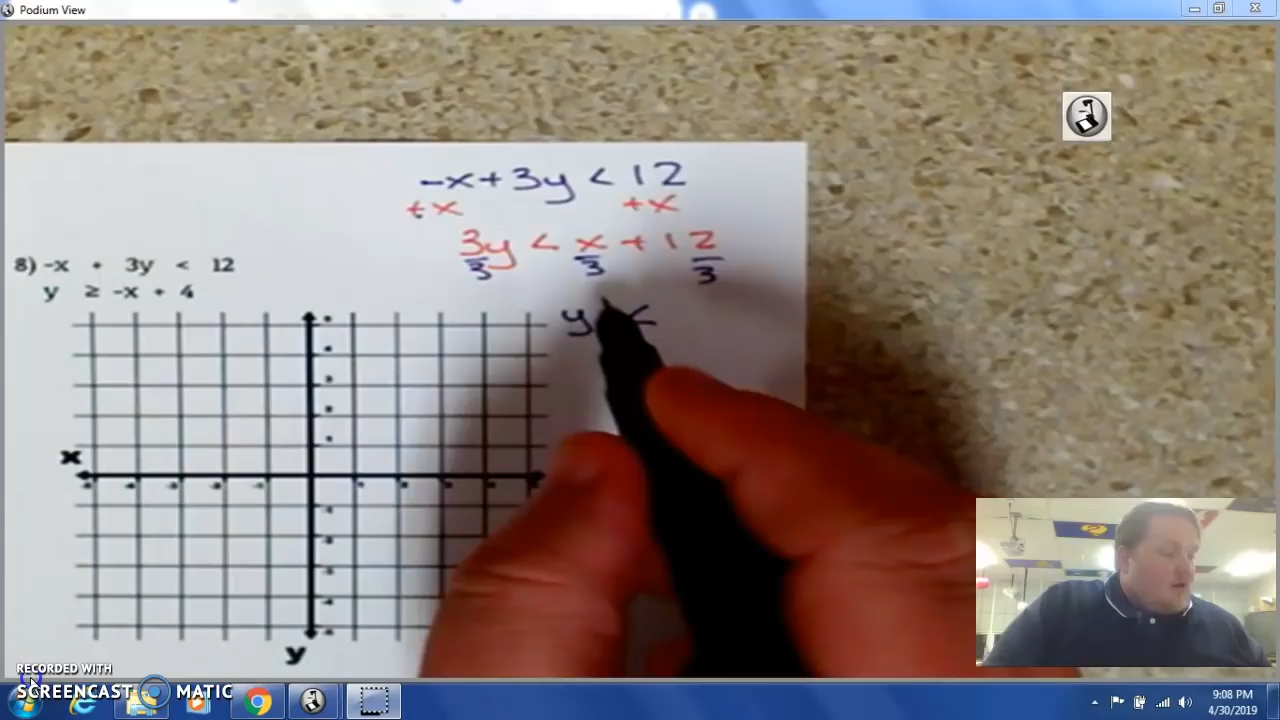 Podium View
-x+3y < 12
+x +x
3y < x + 12
3 3 3
y <
8) -x + 3y < 12
y ≥ -x + 4
x
y
RECORDED WITH
SCREENCAST MATIC
9:08 PM
4/30/2019